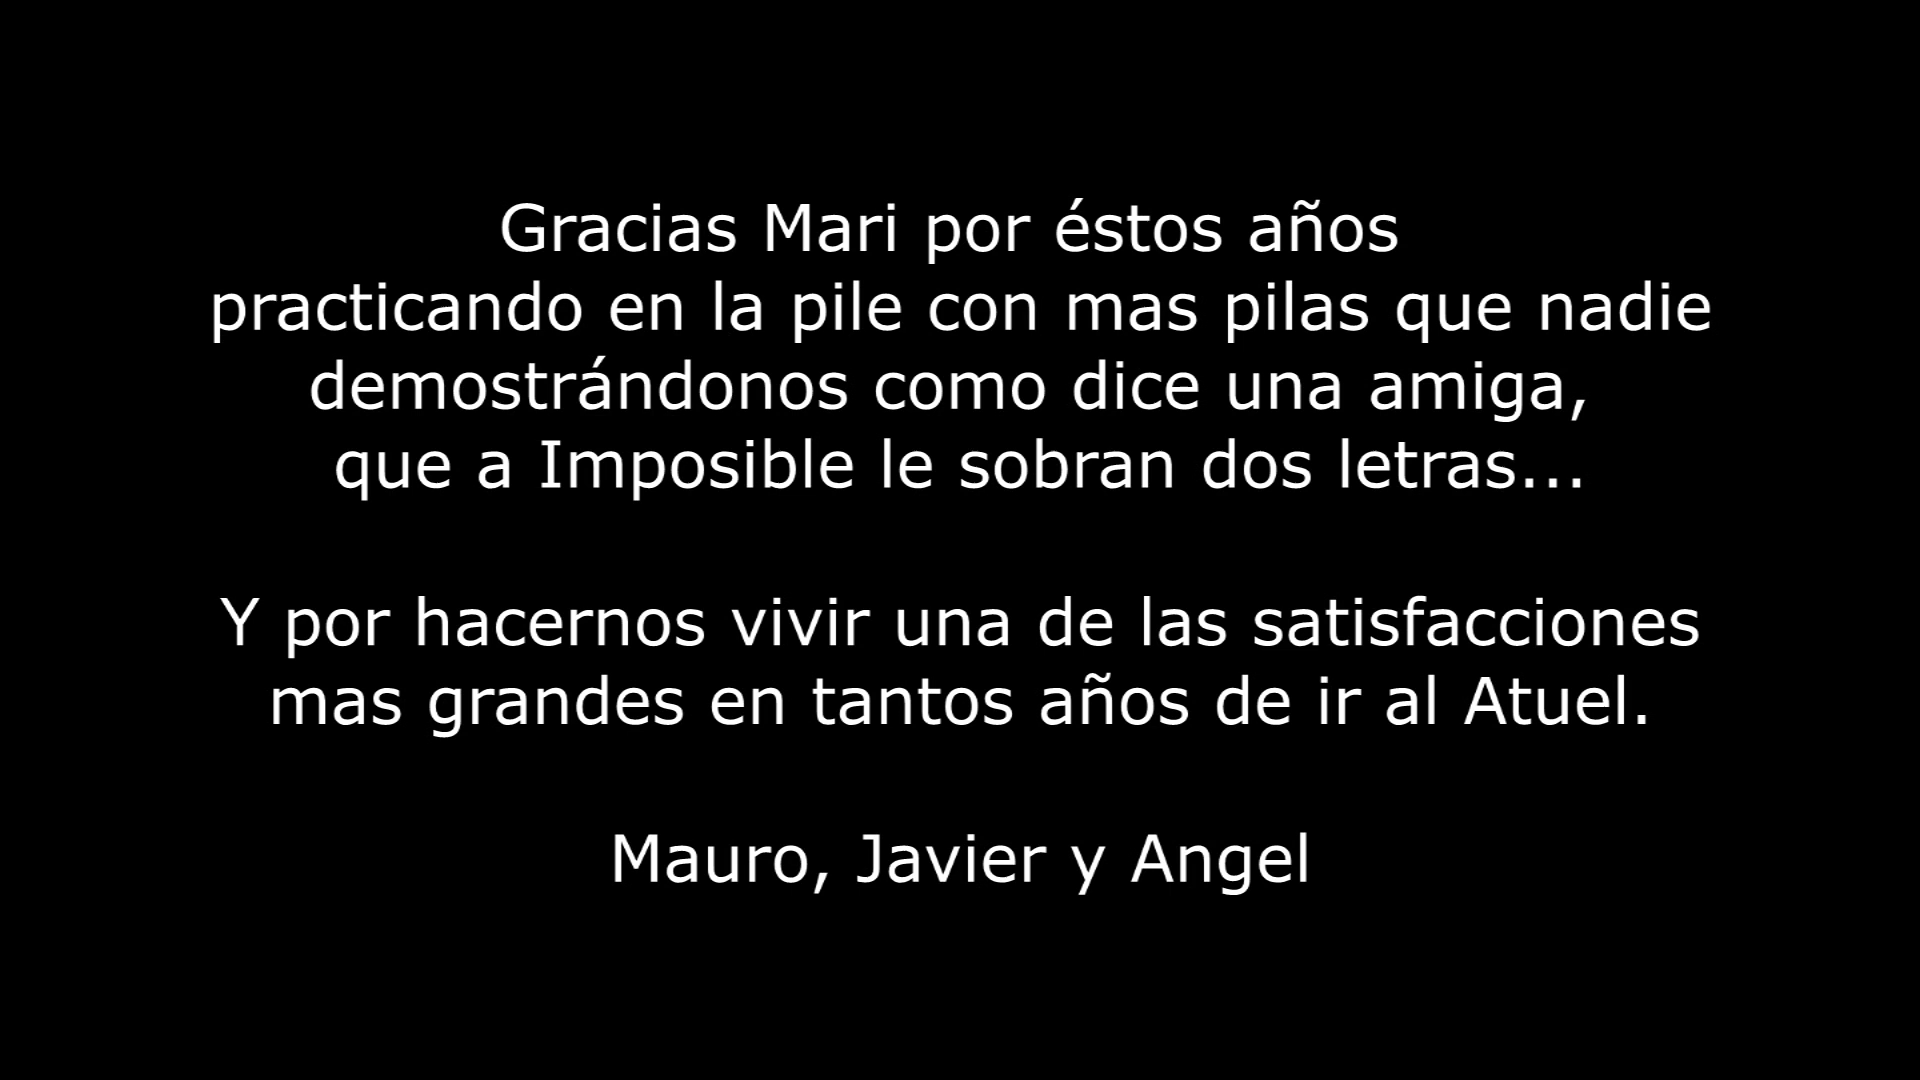 Gracias Mari por éstos años
practicando en la pile con mas pilas que nadie
demostrándonos como dice una amiga,
que a Imposible le sobran dos letras...
Y por hacernos vivir una de las satisfacciones
mas grandes en tantos años de ir al Atuel.
Mauro, Javier y Angel